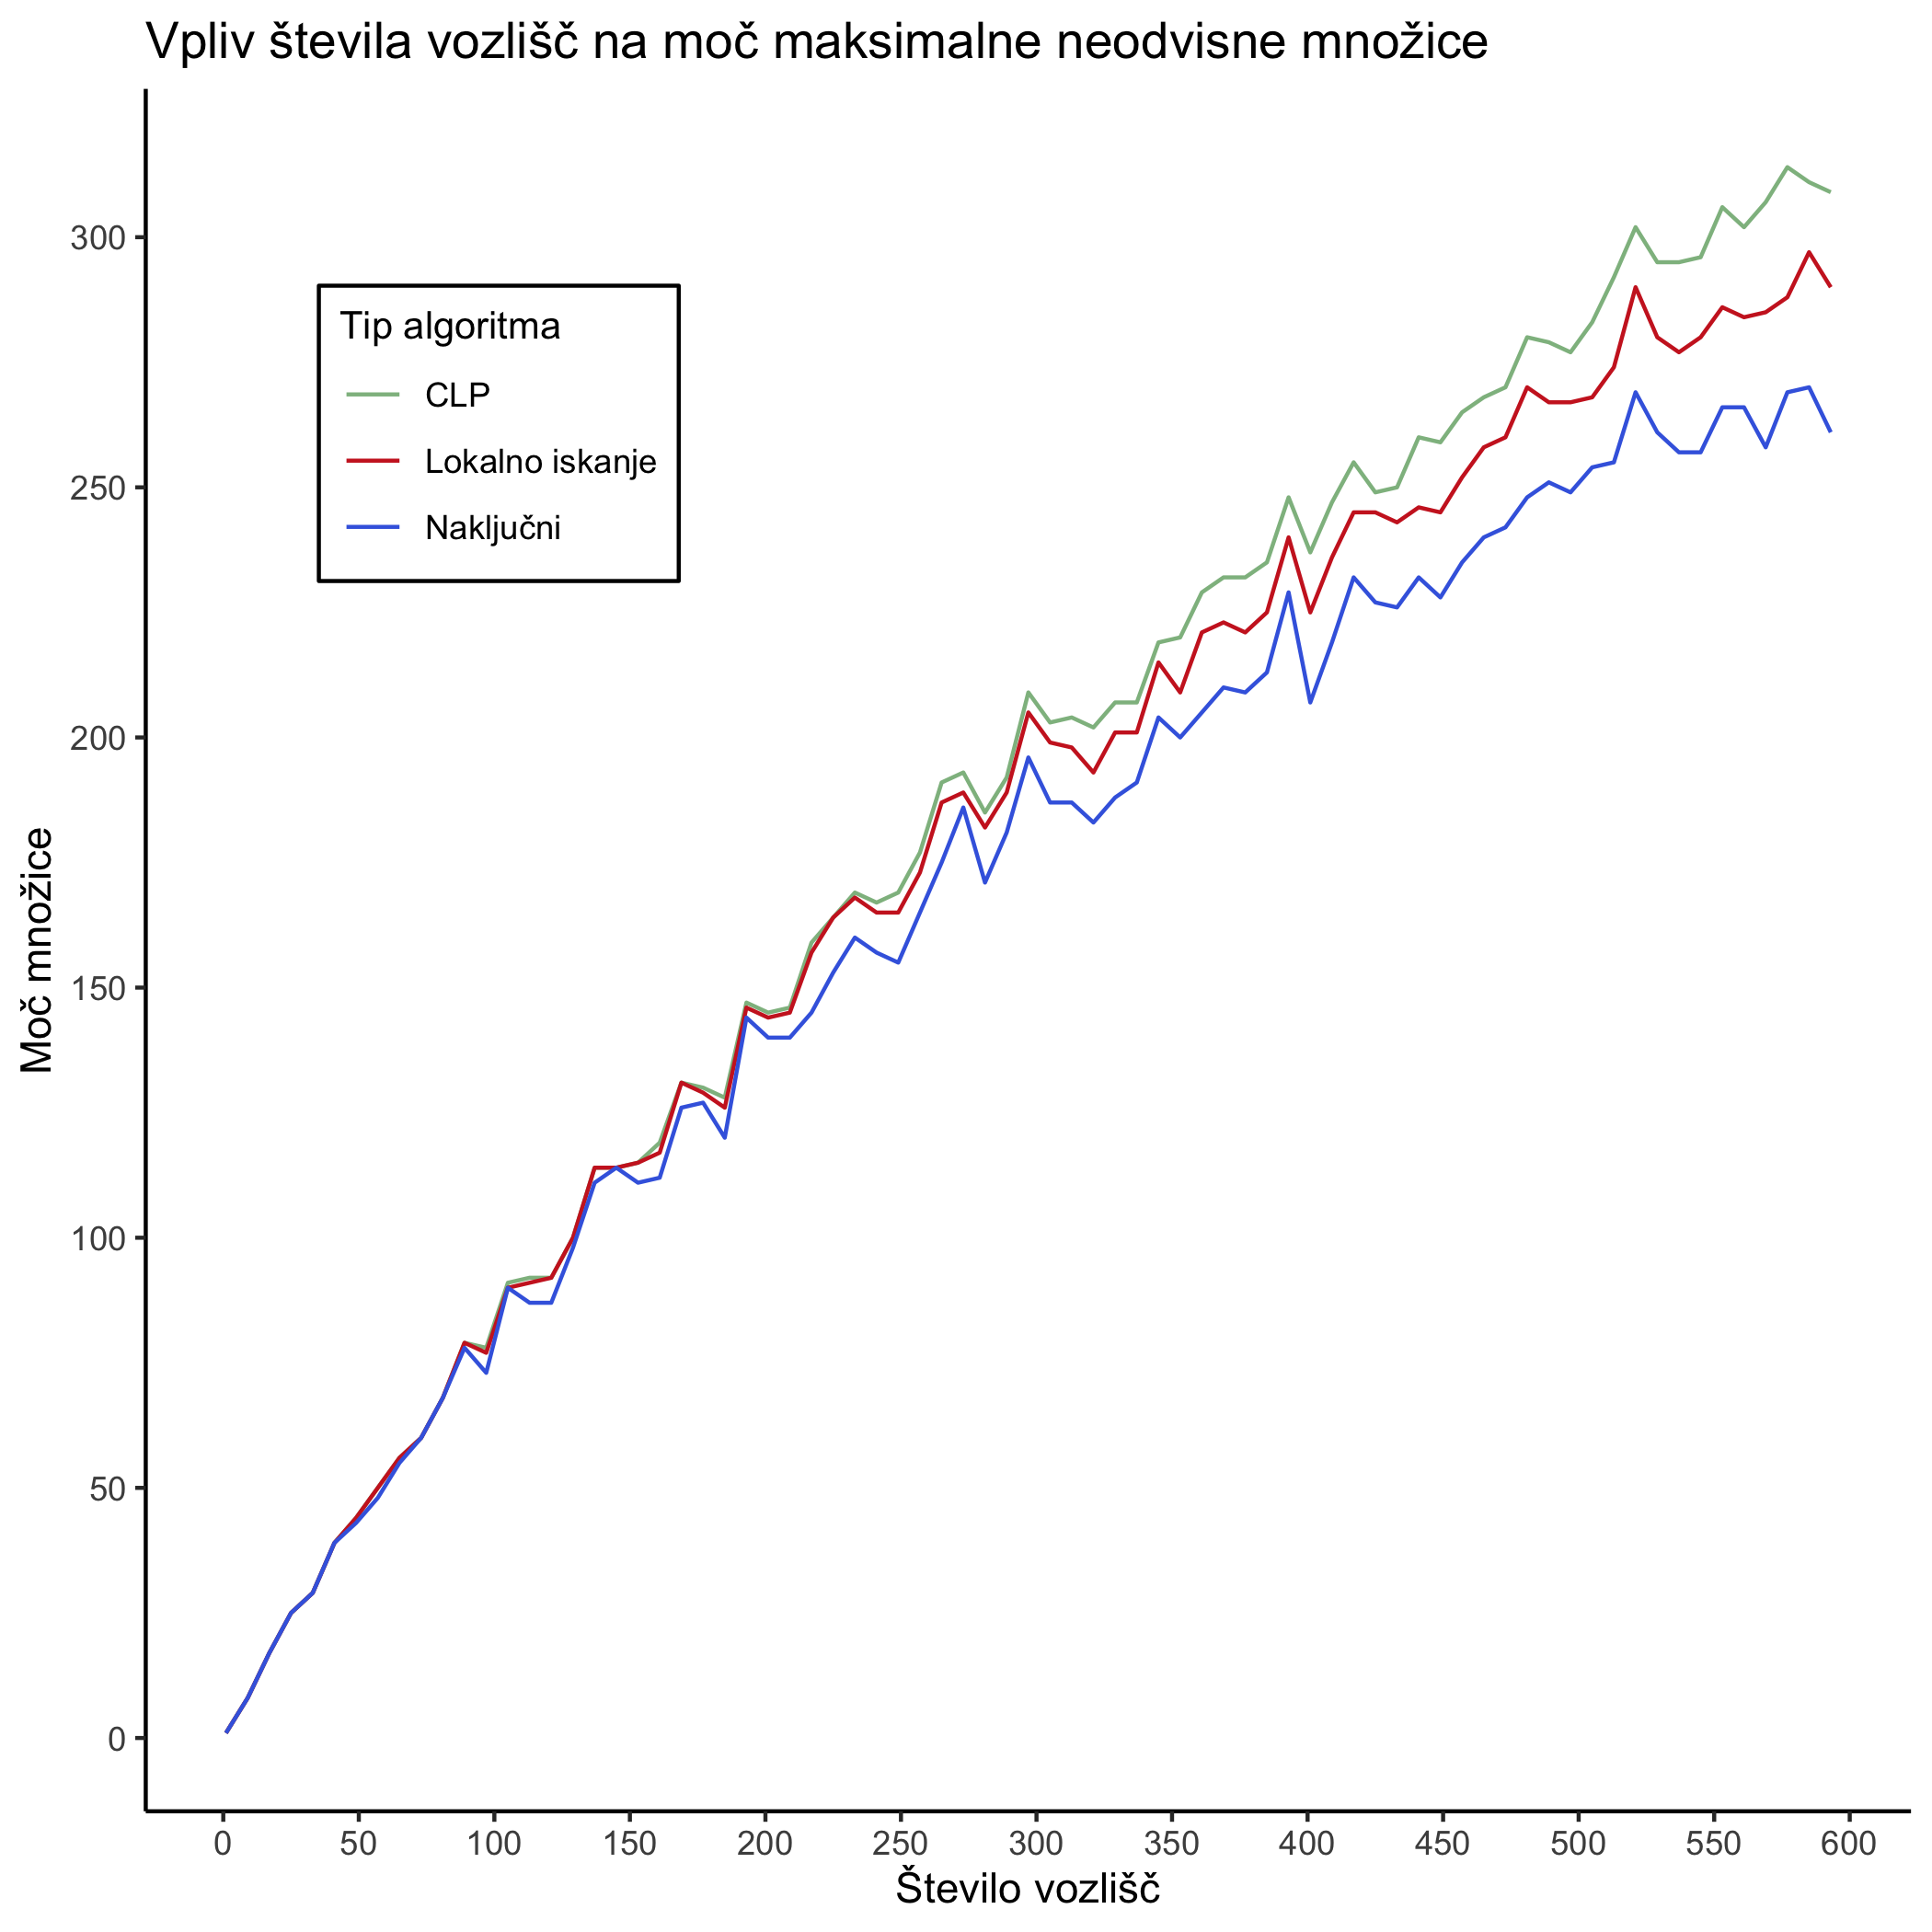 Vpliv števila vozlišč na moč maksimalne neodvisne množice
300
250
200
150
100
50
0
Moč množice
Tip algoritma
CLP
Lokalno iskanje
Naključni
0 50 100 150 200 250 300 350 400 450 500 550 600
Število vozlišč